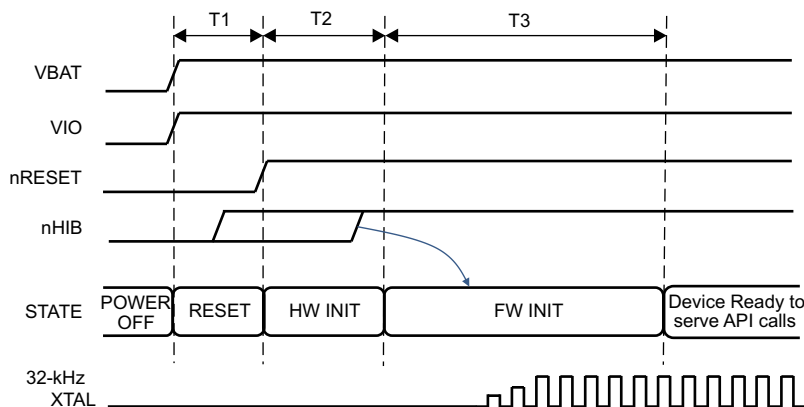 T1 T2 T3
VBAT
VIO
nRESET
nHIB
STATE
POWER
OFF
RESET
HW INIT
FW INIT
Device Ready to
serve API calls
32-kHz
XTAL